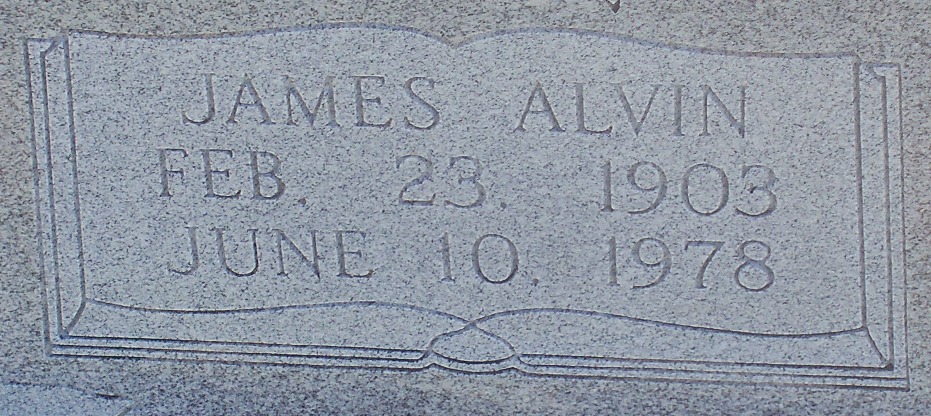 JAMES ALVIN
FEB. 23. 1903
JUNE 10. 1978